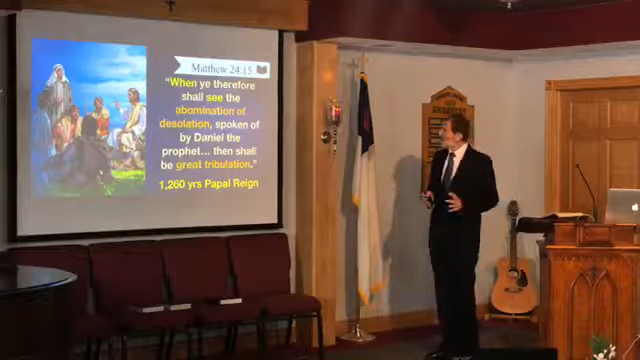 Matthew 24:15
"When ye therefore
shall see the
abomination of
desolation, spoken of
by Daniel the
prophet... then shall
be great tribulation."
1,260 yrs Papal Reign